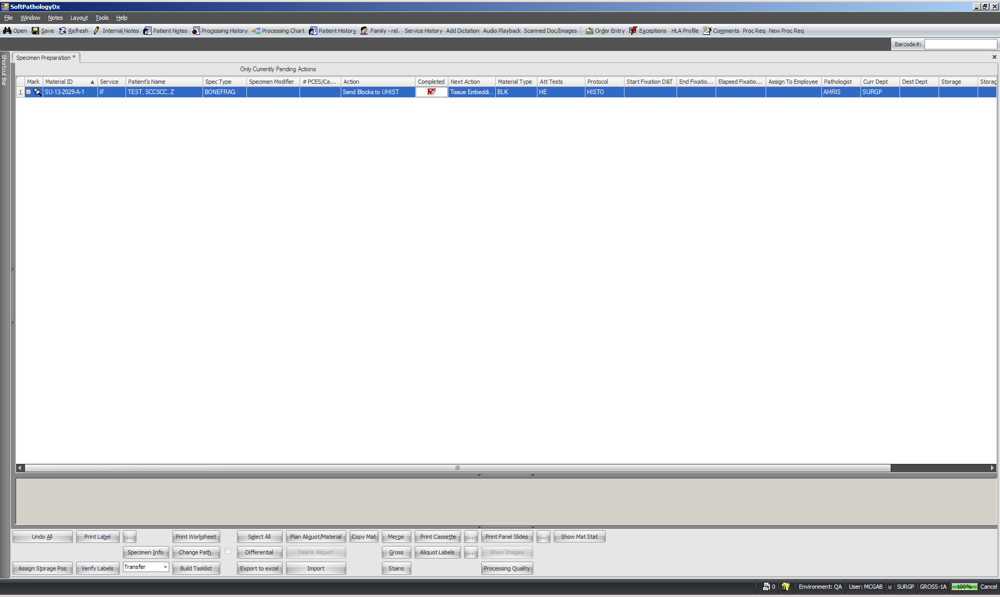 SoftPathologyDx
File Window Notes Layout Tools Help
Open Save Refresh Internal Notes Patient Notes Processing History Processing Chart Patient History Family - rel. Service History Add Dictation Audio Playback Scanned Doc/Images Order Entry Exceptions HLA Profile Comments Proc Req New Proc Req
Barcode#:
Shortcut Bar
Specimen Preparation *
Only Currently Pending Actions
Mark Material ID Service Patient's Name Spec Type Specimen Modifier # PCES/Ca... Action Completed Next Action Material Type Att Tests Protocol Start Fixation D&T End Fixatio... Elapsed Fixatio... Assign To Employee Pathologist Curr Dept Dest Dept Storage Storag
SU-13-2029-A-1 IF TEST, SCCSCC, Z BONEFRAG Send Blocks to UHIST Tissue Embeddi... BLK HE HISTO AHRIS SURGP
Undo All Print Label ... Print Worksheet Select All Plan Aliquot/Material Copy Mat Merge Print Cassette ... Print Panel Slides ... Show Mat Stat
Specimen Info Change Path. Differential Delete Aliquot Gross Aliquot Labels ... Show Images
Assign Storage Pos Verify Labels Transfer Build Tasklist Export to excel Import Stains Processing Quality
0 Environment: QA User: MCGAB u SURGP GROSS-1A 100% Cancel